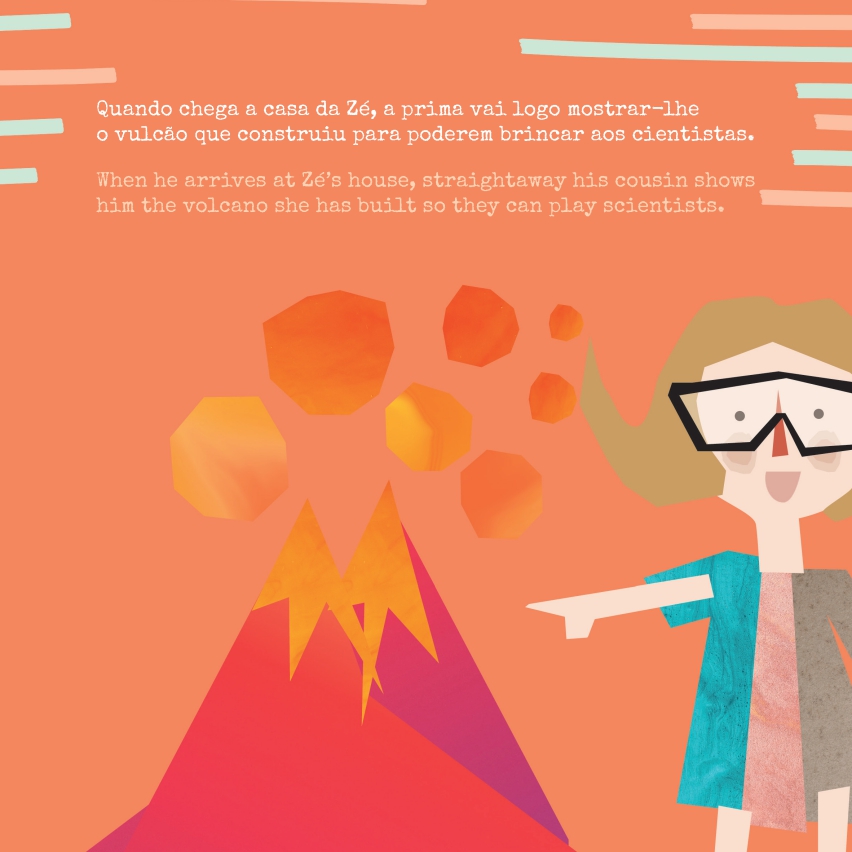 Quando chega a casa da Zé, a prima vai logo mostrar-lhe
o vulcão que construiu para poderem brincar aos cientistas.
When he arrives at Zé's house, straightaway his cousin shows
him the volcano she has built so they can play scientists.